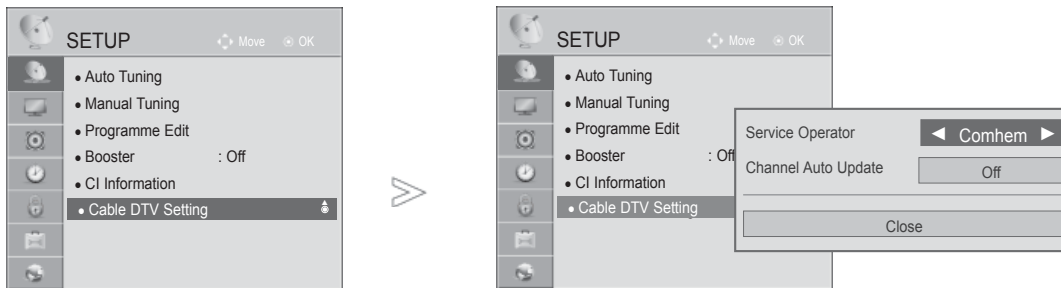 SETUP
Move OK
• Auto Tuning
• Manual Tuning
• Programme Edit
• Booster : Off
• CI Information
• Cable DTV Setting
SETUP
Move OK
• Auto Tuning
• Manual Tuning
• Programme Edit
• Booster : Off
• CI Information
• Cable DTV Setting
Service Operator ◄ Comhem ►
Channel Auto Update Off
Close